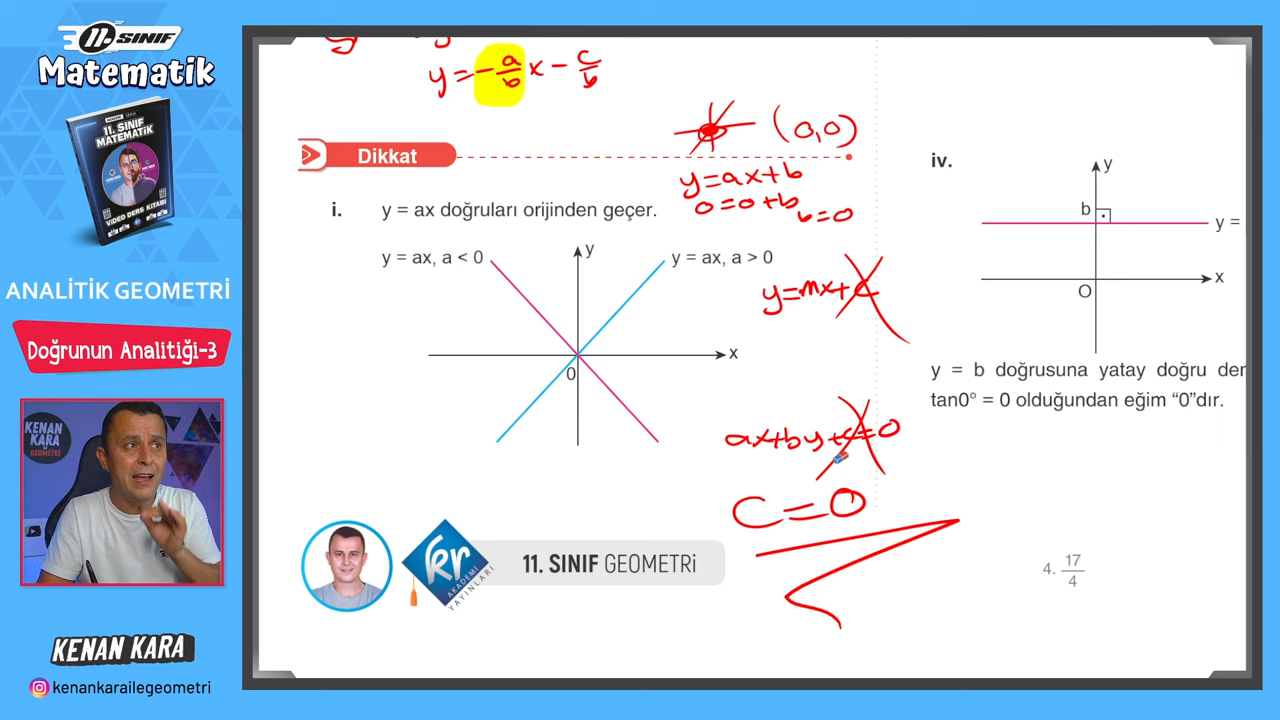 11. SINIF
Matematik
11. SINIF
MATEMATİK
VİDEO DERS KİTABI
ANALİTİK GEOMETRİ
Doğrunun Analitiği-3
KENAN
KARA
GEOMETRİ
KENAN KARA
kenankarailegeometri
y = -a/b x - c/b
Dikkat
(0,0)
y=ax+b
0=0+b
b=0
i. y = ax doğruları orijinden geçer.
y = ax, a < 0
y
y = ax, a > 0
y=mx+c
x
0
ax+by+c=0
C=0
kr
AKADEMİ
YAYINLARI
11. SINIF GEOMETRİ
iv.
y
b
y =
x
O
y = b doğrusuna yatay doğru der
tan0° = 0 olduğundan eğim “0”dır.
4. 17/4